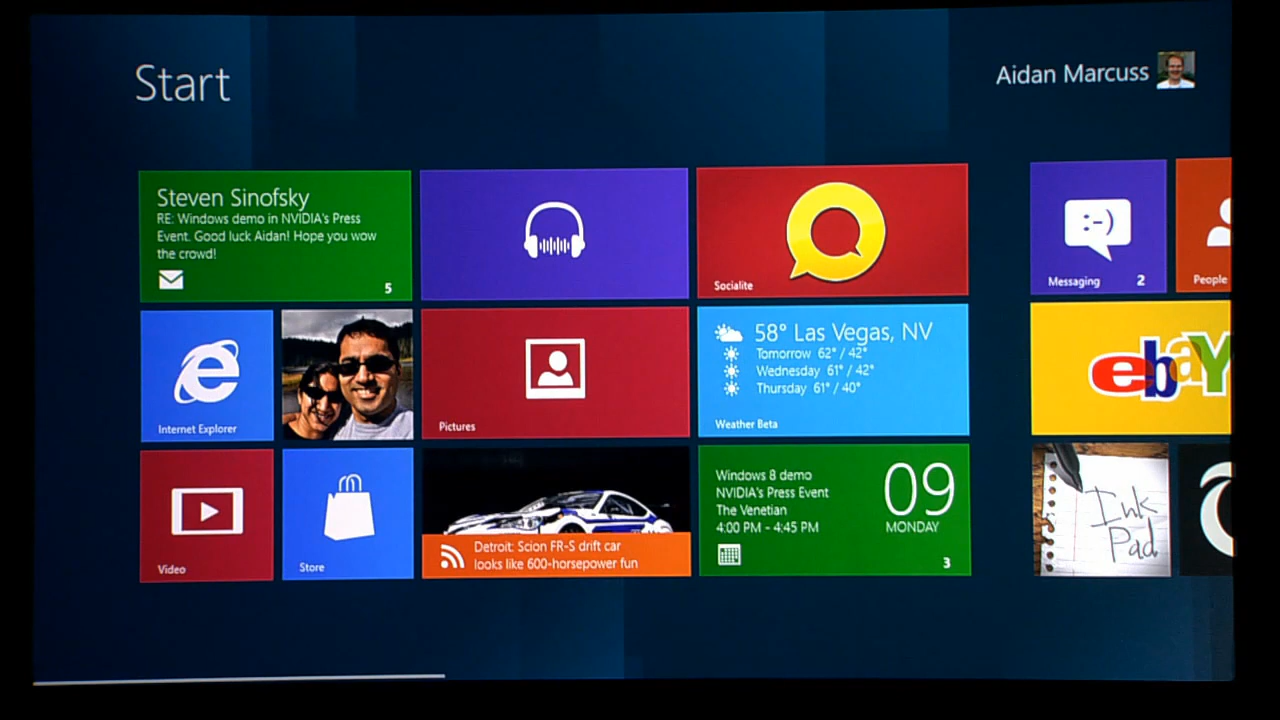 Start
Aidan Marcuss
Steven Sinofsky
RE: Windows demo in NVIDIA's Press
Event. Good luck Aidan! Hope you wow
the crowd!
5
Socialite
:-)
Messaging 2
People
Internet Explorer
Pictures
58° Las Vegas, NV
Tomorrow 62° / 42°
Wednesday 61° / 42°
Thursday 61° / 40°
Weather Beta
ebaY
Video
Store
Detroit: Scion FR-S drift car
looks like 600-horsepower fun
Windows 8 demo
NVIDIA's Press Event
The Venetian
4:00 PM - 4:45 PM
09
MONDAY
3
Ink
Pad